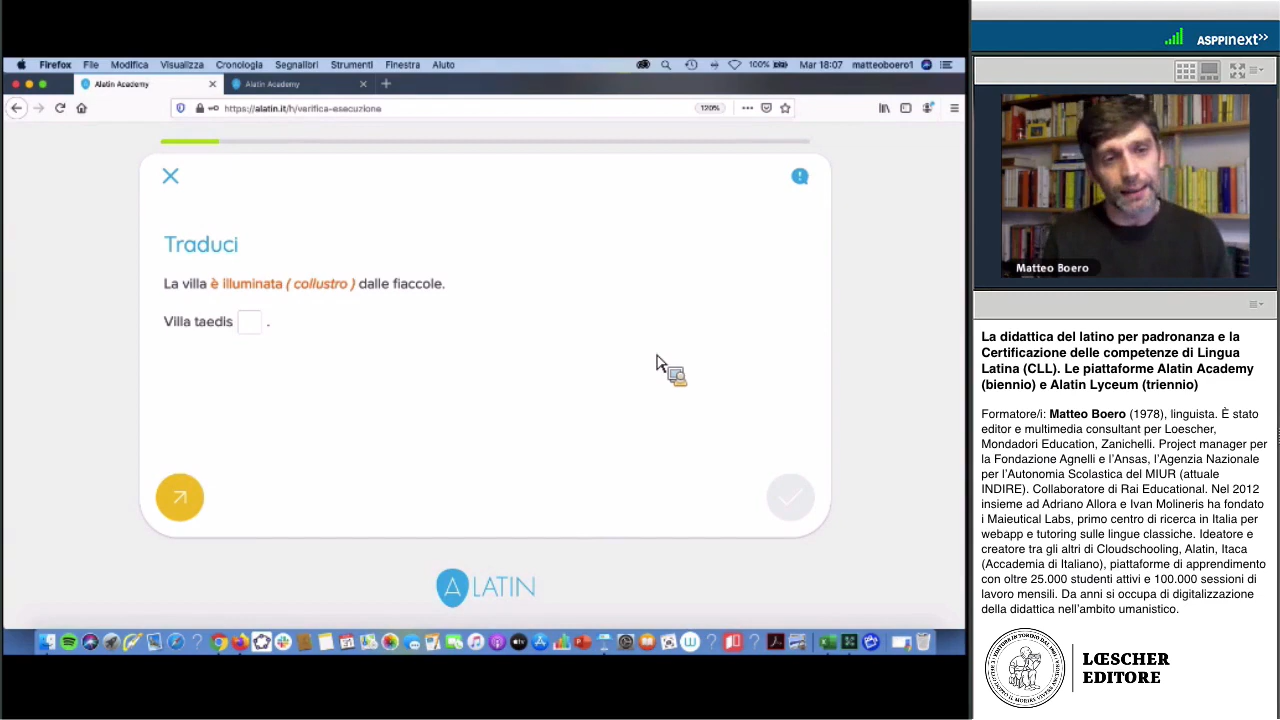 Firefox File Modifica Visualizza Cronologia Segnalibri Strumenti Finestra Aiuto 100% Mar 18:07 matteoboero1
Alatin Academy Alatin Academy
https://alatin.it/h/verifica-esecuzione 120%
Traduci
La villa è illuminata ( collustro ) dalle fiaccole.
Villa taedis .
LATIN
ASPPInext>>
Matteo Boero
La didattica del latino per padronanza e la
Certificazione delle competenze di Lingua
Latina (CLL). Le piattaforme Alatin Academy
(biennio) e Alatin Lyceum (triennio)
Formatore/i: Matteo Boero (1978), linguista. È stato
editor e multimedia consultant per Loescher,
Mondadori Education, Zanichelli. Project manager per
la Fondazione Agnelli e l'Ansas, l'Agenzia Nazionale
per l'Autonomia Scolastica del MIUR (attuale
INDIRE). Collaboratore di Rai Educational. Nel 2012
insieme ad Adriano Allora e Ivan Molineris ha fondato
i Maieutical Labs, primo centro di ricerca in Italia per
webapp e tutoring sulle lingue classiche. Ideatore e
creatore tra gli altri di Cloudschooling, Alatin, Itaca
(Accademia di Italiano), piattaforme di apprendimento
con oltre 25.000 studenti attivi e 100.000 sessioni di
lavoro mensili. Da anni si occupa di digitalizzazione
della didattica nell'ambito umanistico.
LŒSCHER
EDITORE